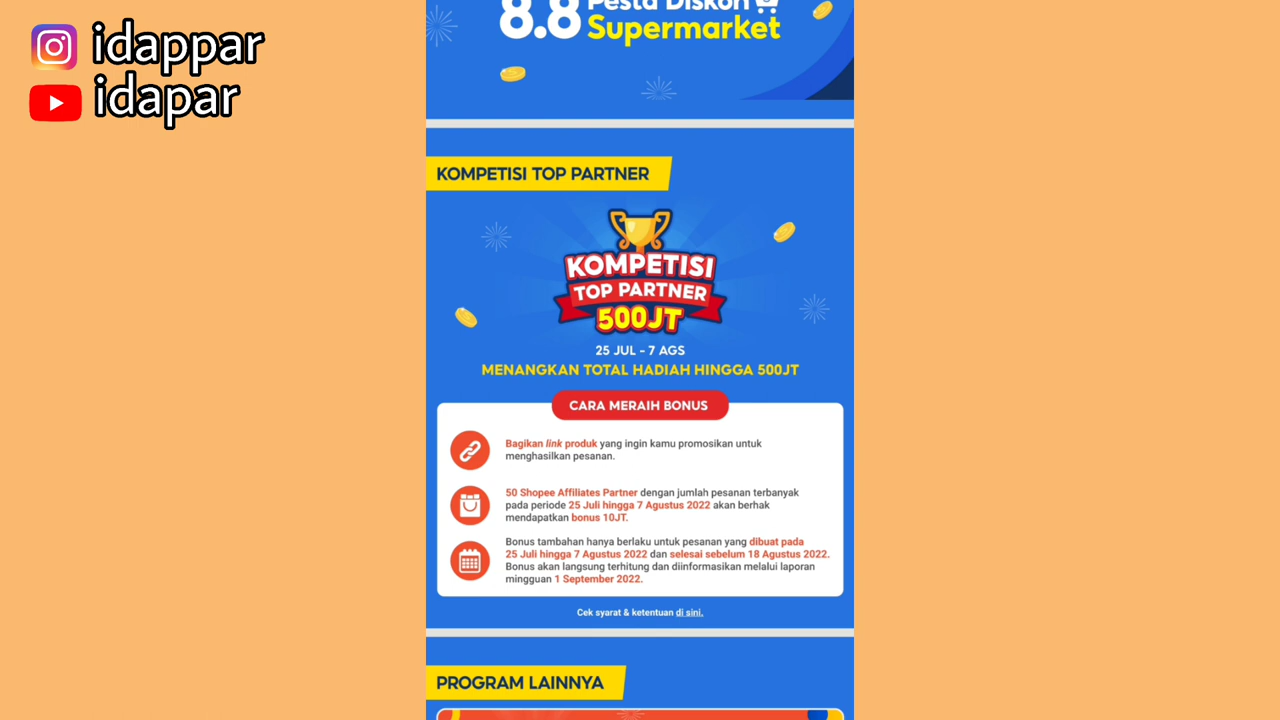 idappar
idapar
8.8 Pesta Diskon
Supermarket
KOMPETISI TOP PARTNER
KOMPETISI
TOP PARTNER
500JT
25 JUL - 7 AGS
MENANGKAN TOTAL HADIAH HINGGA 500JT
CARA MERAIH BONUS
Bagikan link produk yang ingin kamu promosikan untuk
menghasilkan pesanan.
50 Shopee Affiliates Partner dengan jumlah pesanan terbanyak
pada periode 25 Juli hingga 7 Agustus 2022 akan berhak
mendapatkan bonus 10JT.
Bonus tambahan hanya berlaku untuk pesanan yang dibuat pada
25 Juli hingga 7 Agustus 2022 dan selesai sebelum 18 Agustus 2022.
Bonus akan langsung terhitung dan diinformasikan melalui laporan
mingguan 1 September 2022.
Cek syarat & ketentuan di sini.
PROGRAM LAINNYA